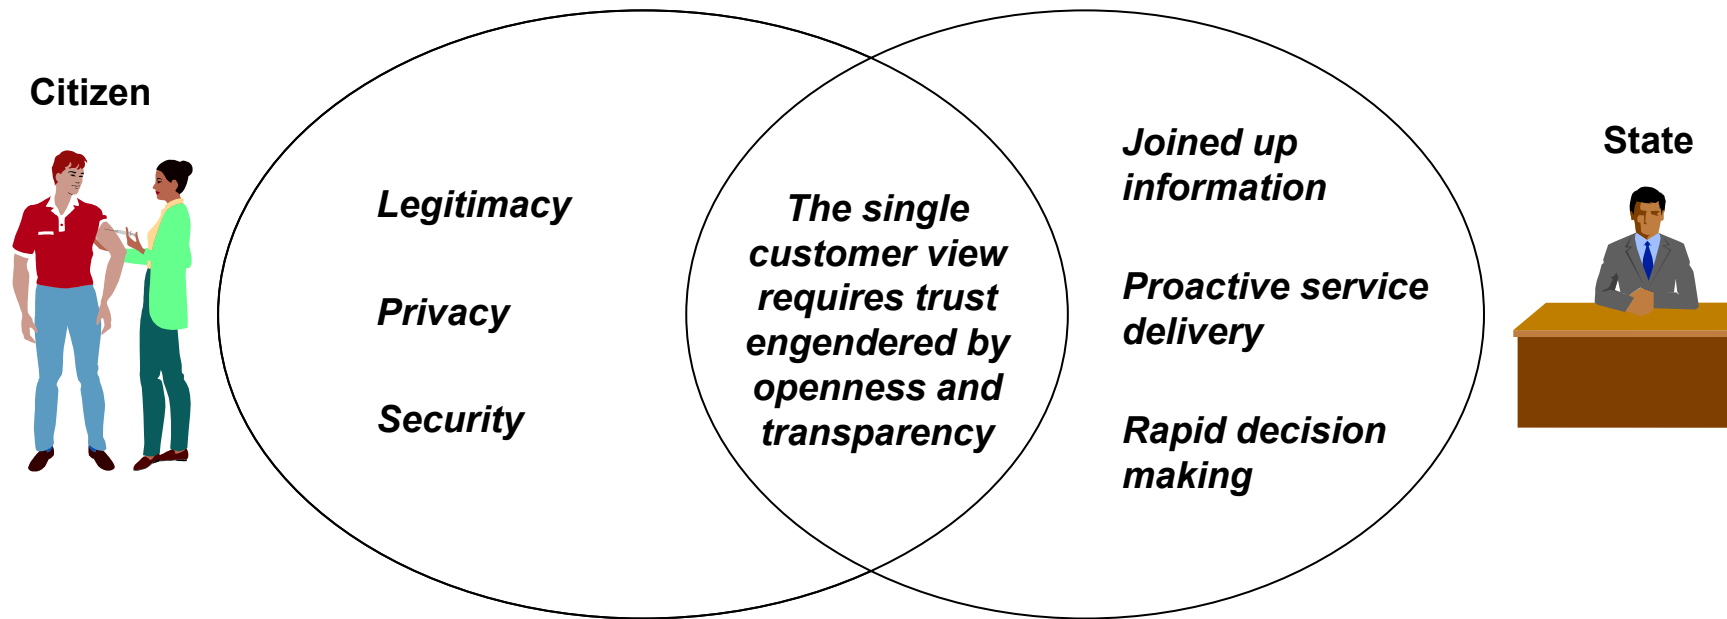 Citizen
Legitimacy
Privacy
Security
The single
customer view
requires trust
engendered by
openness and
transparency
Joined up
information
Proactive service
delivery
Rapid decision
making
State